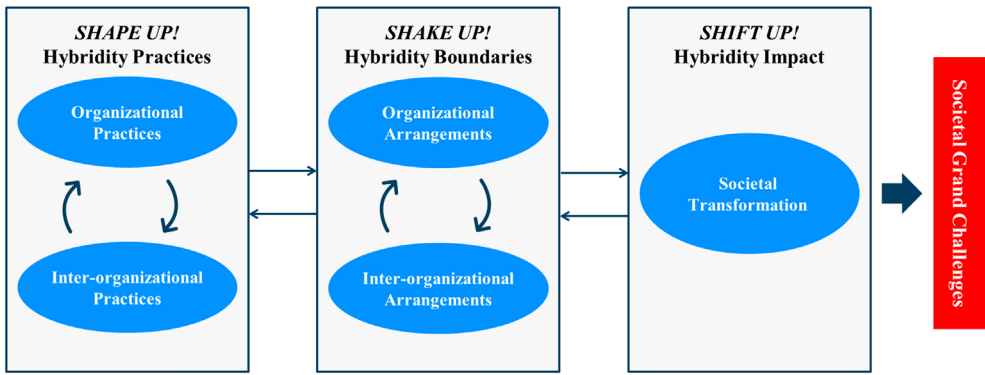 SHAPE UP!
Hybridity Practices
Organizational
Practices
Inter-organizational
Practices
SHAKE UP!
Hybridity Boundaries
Organizational
Arrangements
Inter-organizational
Arrangements
SHIFT UP!
Hybridity Impact
Societal
Transformation
Societal Grand Challenges